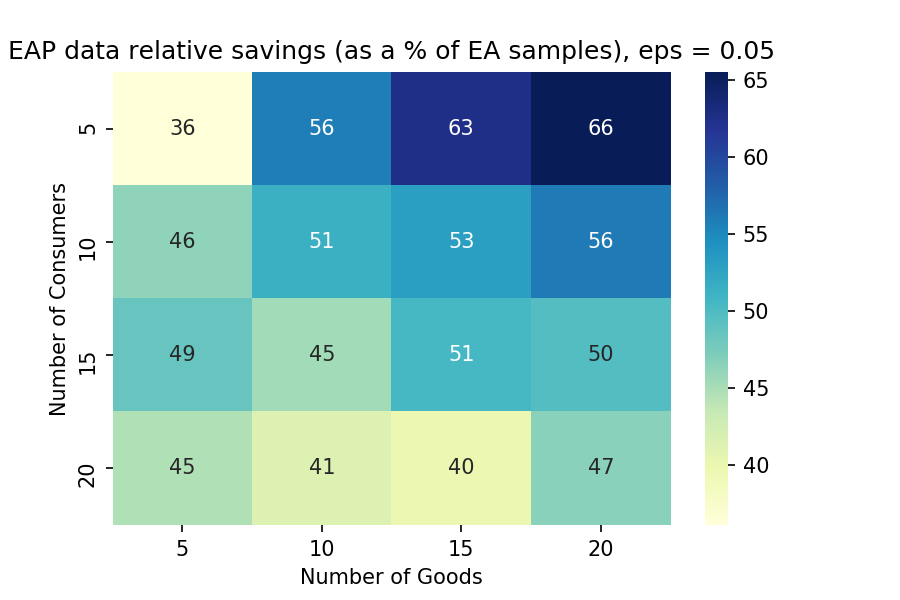 EAP data relative savings (as a % of EA samples), eps = 0.05
Number of Consumers
5 36 56 63 66
10 46 51 53 56
15 49 45 51 50
20 45 41 40 47
5 10 15 20
Number of Goods
65
60
55
50
45
40